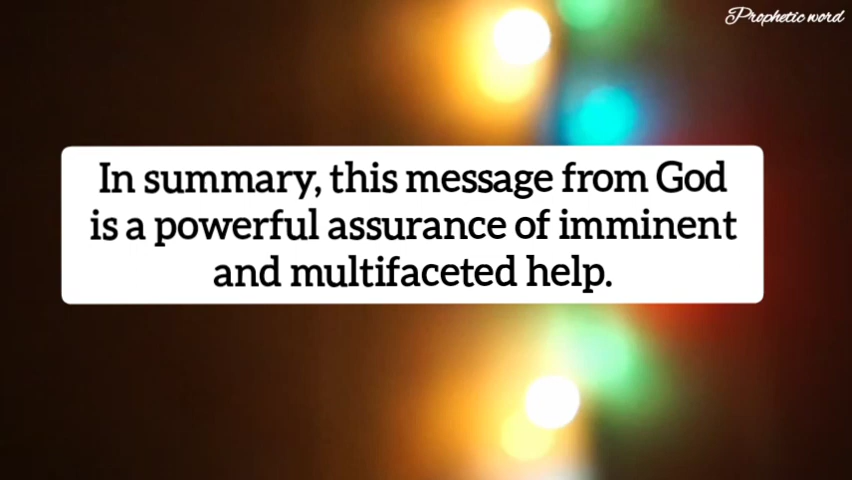 Prophetic word
In summary, this message from God
is a powerful assurance of imminent
and multifaceted help.